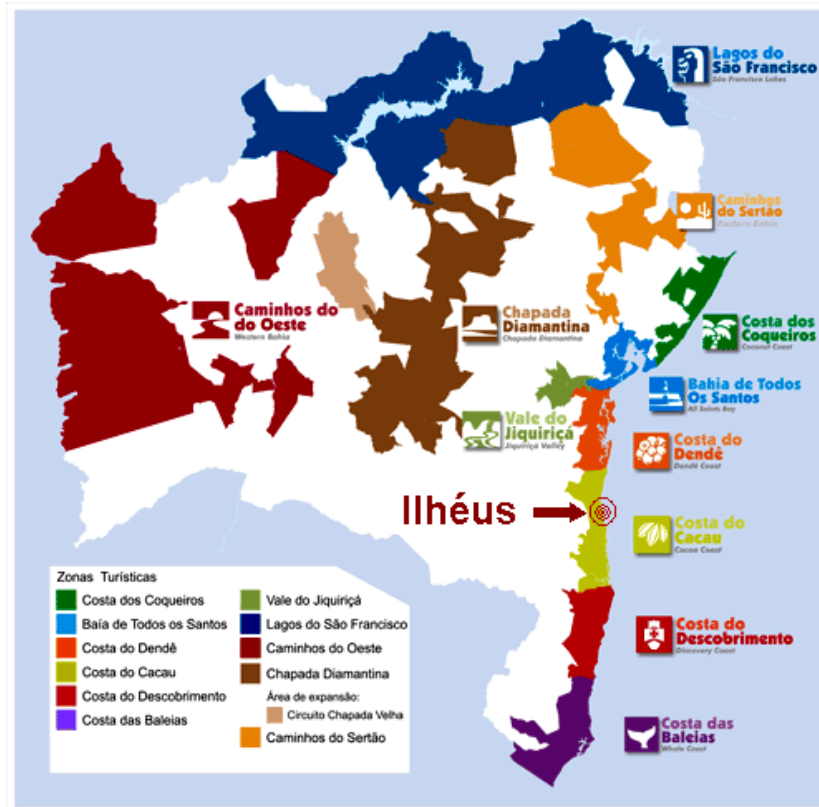 Lagos do
São Francisco
São Francisco Lakes
Caminhos
do Sertão
Eastern Bahia
Caminhos do
do Oeste
Western Bahia
Chapada
Diamantina
Chapada Diamantina
Costa dos
Coqueiros
Coconut Coast
Bahia de Todos
Os Santos
All Saints Bay
Vale do
Jiquiriçá
Jiquiriçá Valley
Costa do
Dendê
Dendê Coast
Ilhéus
Costa do
Cacau
Cocoa Coast
Costa do
Descobrimento
Discovery Coast
Costa das
Baleias
Whale Coast
Zonas Turísticas
Costa dos Coqueiros
Baía de Todos os Santos
Costa do Dendê
Costa do Cacau
Costa do Descobrimento
Costa das Baleias
Vale do Jiquiriçá
Lagos do São Francisco
Caminhos do Oeste
Chapada Diamantina
Área de expansão:
Circuito Chapada Velha
Caminhos do Sertão